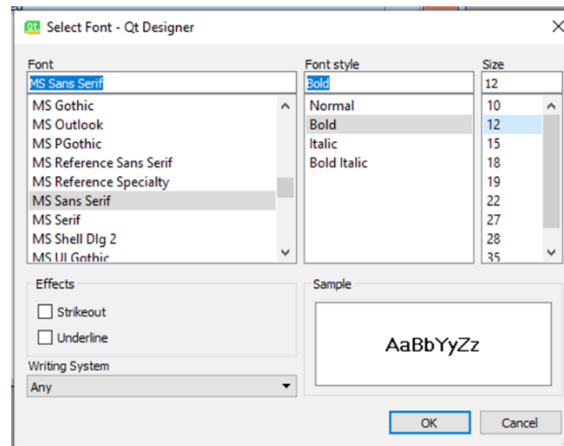 Select Font - Qt Designer
Font
MS Sans Serif
MS Gothic
MS Outlook
MS PGothic
MS Reference Sans Serif
MS Reference Specialty
MS Sans Serif
MS Serif
MS Shell Dlg 2
MS UI Gothic
Font style
Bold
Normal
Bold
Italic
Bold Italic
Size
12
10
12
15
18
19
22
27
28
35
Effects
Strikeout
Underline
Sample
AaBbYyZz
Writing System
Any
OK
Cancel